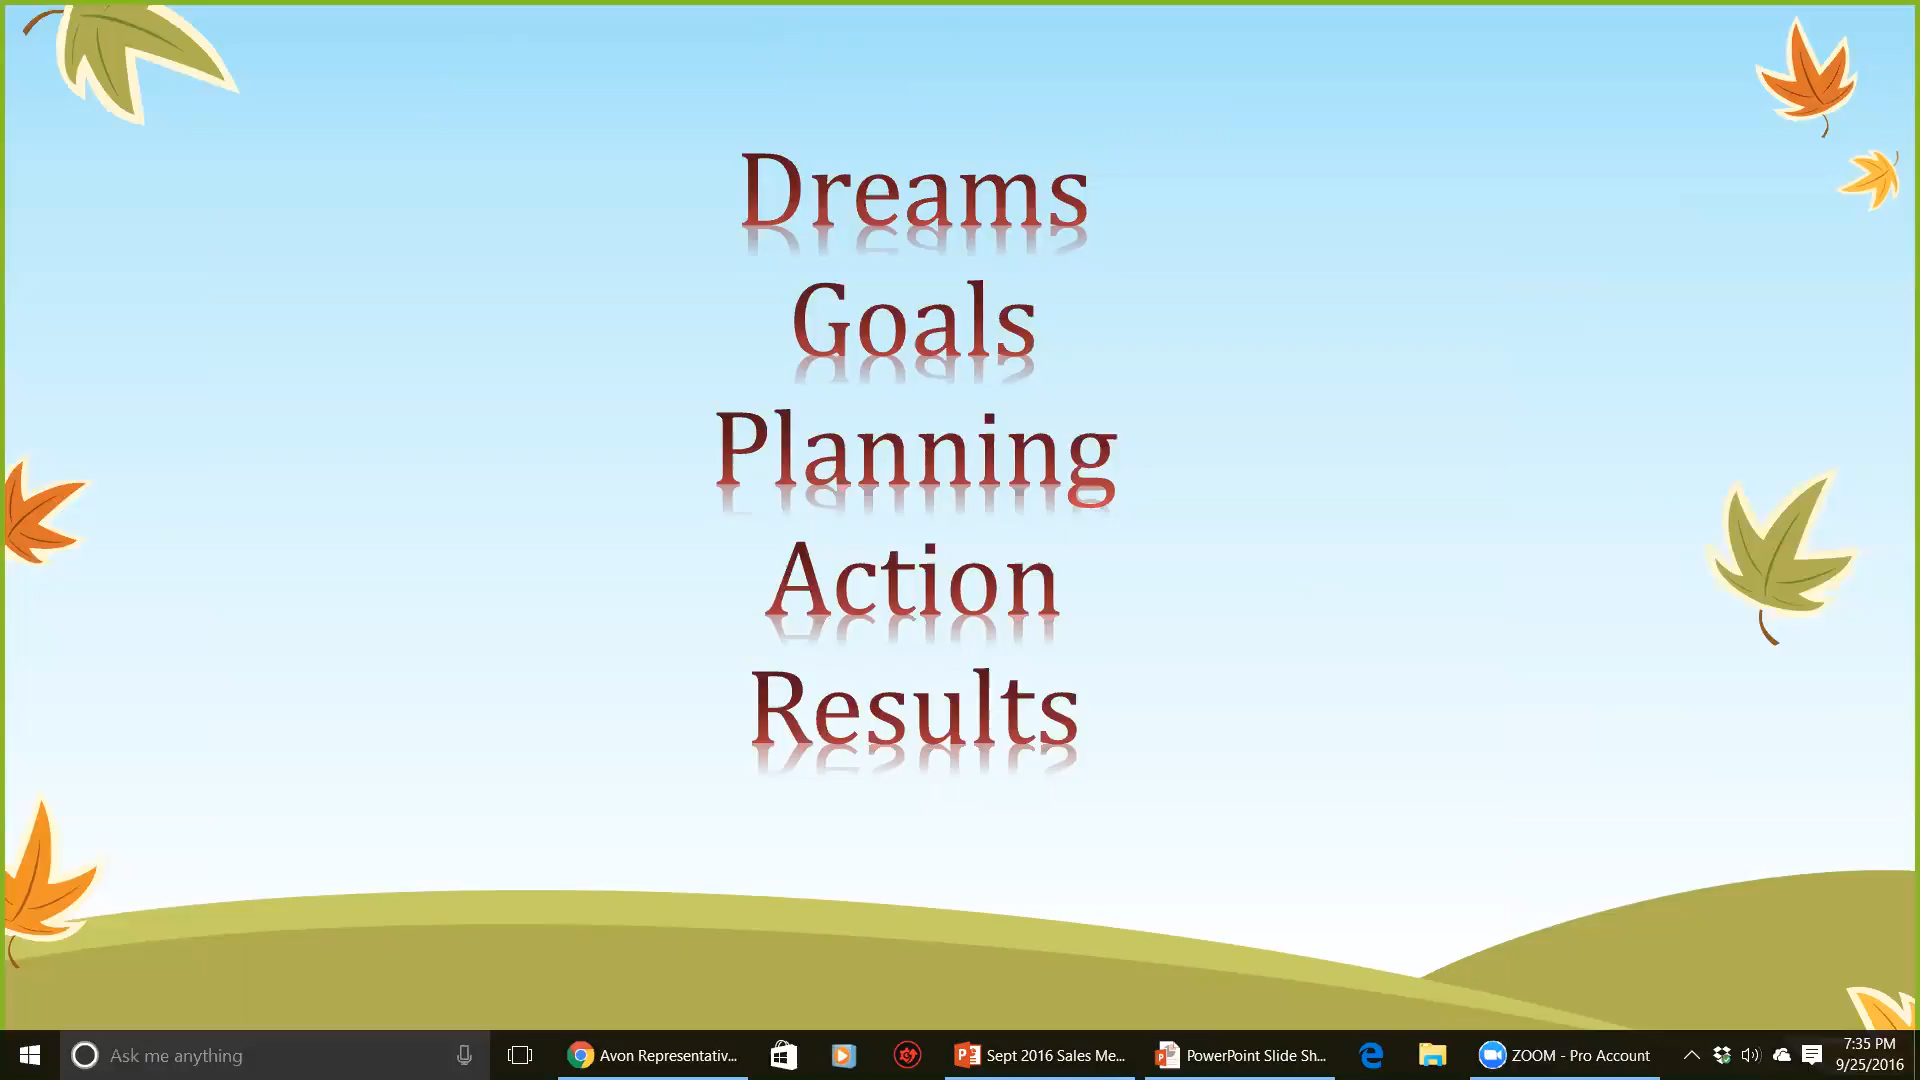 Dreams
Goals
Planning
Action
Results
Ask me anything
Avon Representativ...
Sept 2016 Sales Me...
PowerPoint Slide Sh...
ZOOM - Pro Account
7:35 PM
9/25/2016